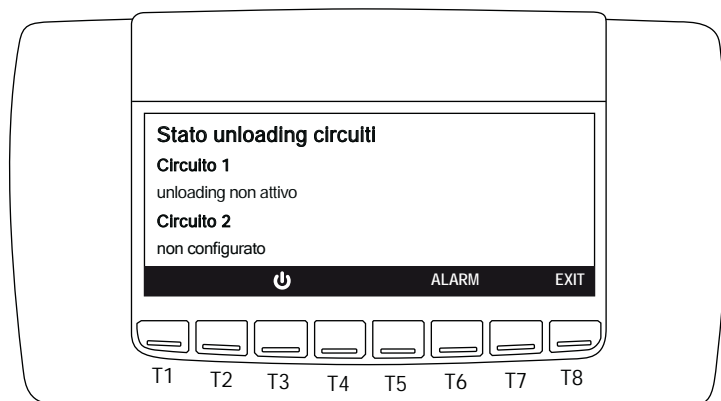 Stato unloading circuiti
Circuito 1
unloading non attivo
Circuito 2
non configurato
ALARM EXIT
T1 T2 T3 T4 T5 T6 T7 T8